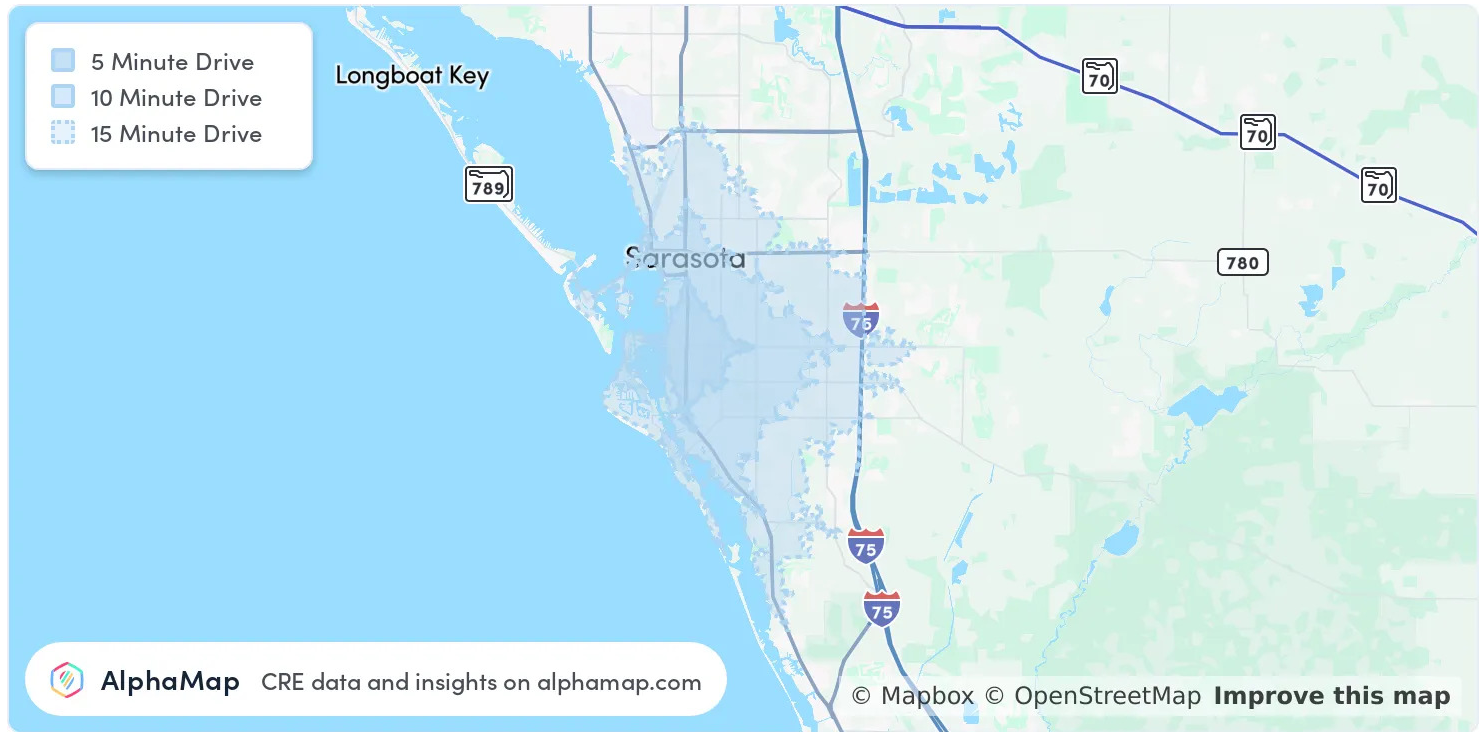 5 Minute Drive
10 Minute Drive
15 Minute Drive
Longboat Key
70
70
70
789
Sarasota
780
75
75
75
AlphaMap CRE data and insights on alphamap.com
© Mapbox © OpenStreetMap Improve this map